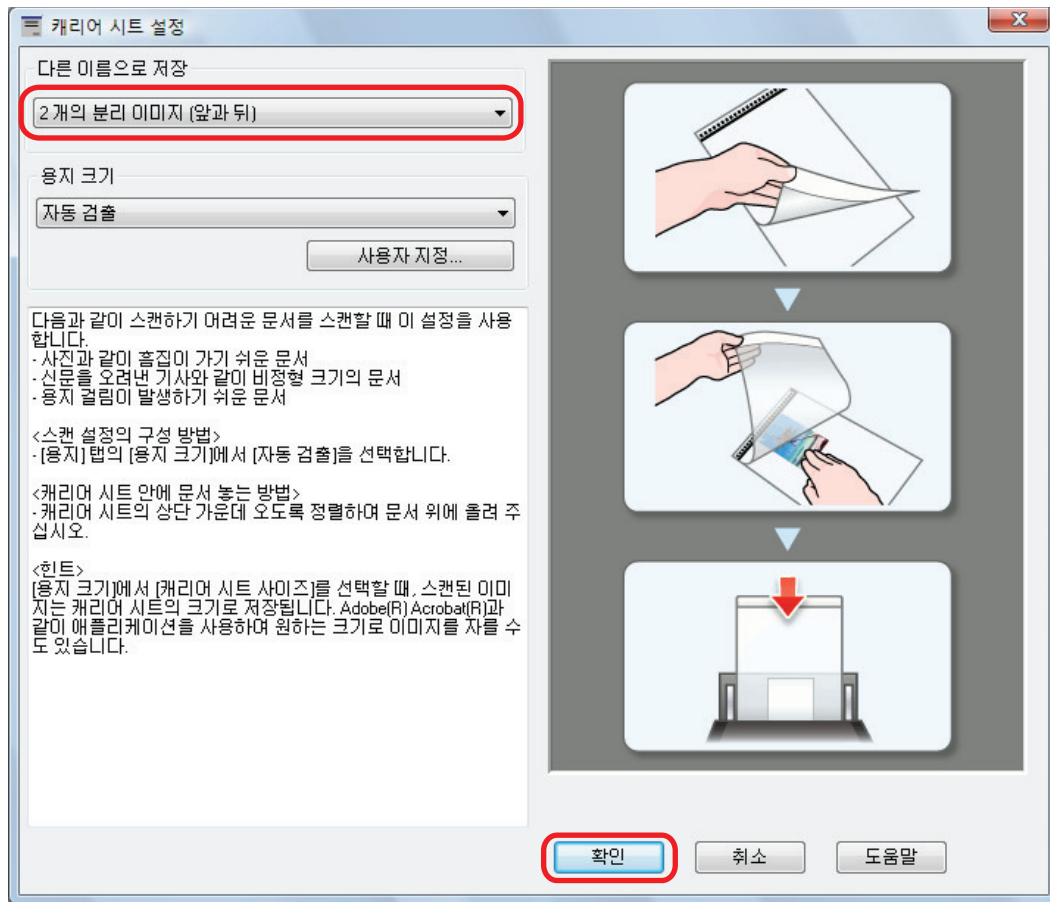 캐리어 시트 설정
다른 이름으로 저장
2 개의 분리 이미지 (앞과 뒤)
용지 크기
자동 검출
사용자 지정...
다음과 같이 스캔하기 어려운 문서를 스캔할 때 이 설정을 사용
합니다.
- 사진과 같이 흠집이 가기 쉬운 문서
- 신문을 오려낸 기사와 같이 비정형 크기의 문서
- 용지 걸림이 발생하기 쉬운 문서
<스캔 설정의 구성 방법>
- [용지] 탭의 [용지 크기]에서 [자동 검출]을 선택합니다.
<캐리어 시트 안에 문서 놓는 방법>
- 캐리어 시트의 상단 가운데 오도록 정렬하여 문서 위에 올려 주
십시오.
<힌트>
[용지 크기]에서 [캐리어 시트 사이즈]를 선택할 때, 스캔된 이미
지는 캐리어 시트의 크기로 저장됩니다. Adobe(R) Acrobat(R)과
같이 애플리케이션을 사용하여 원하는 크기로 이미지를 자를 수
도 있습니다.
확인
취소
도움말